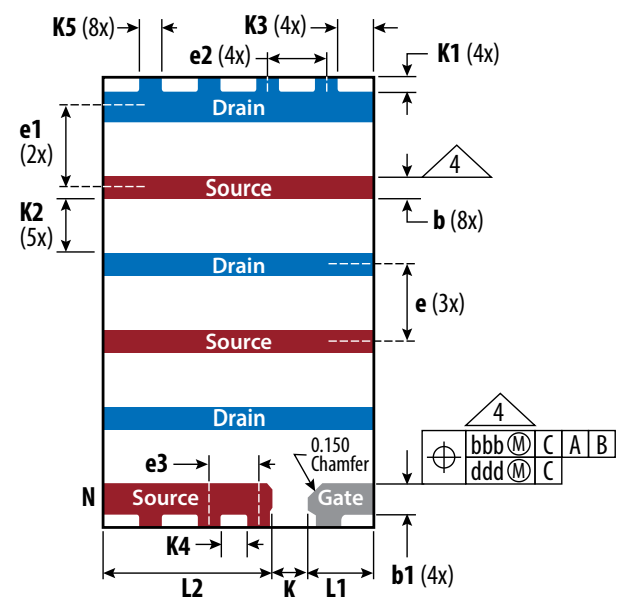 K5 (8x)
K3 (4x)
e2 (4x)
K1 (4x)
Drain
e1
(2x)
4
Source
K2
(5x)
b (8x)
Drain
e (3x)
Source
4
Drain
bbb Ⓜ C A B
ddd Ⓜ C
0.150
Chamfer
e3
N
Source
Gate
K4
b1 (4x)
L2
K
L1